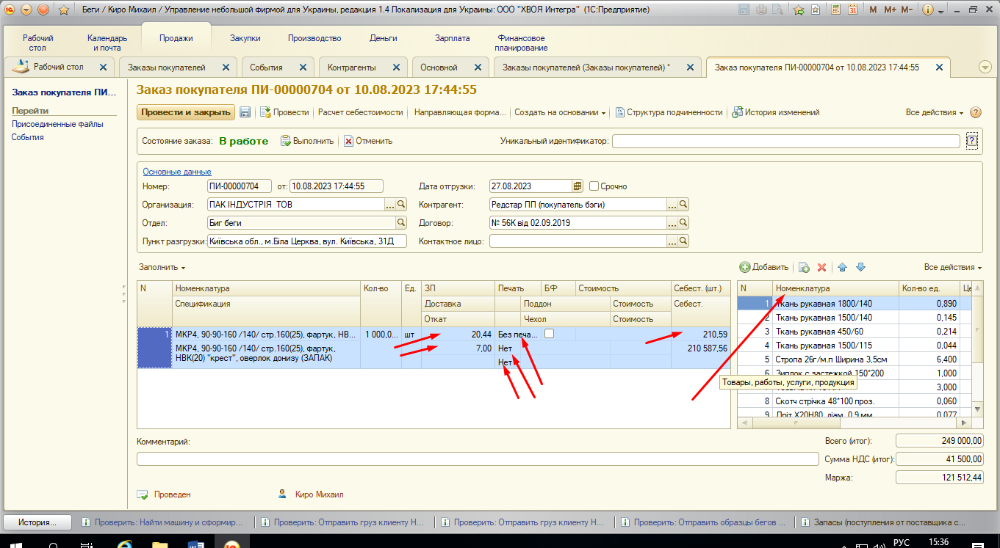 Беги / Киро Михаил / Управление небольшой фирмой для Украины, редакция 1.4 Локализация для Украины: ООО "ХВОЯ Интегра" (1С:Предприятие)
M M+ M-
Рабочий стол
Календарь и почта
Продажи
Закупки
Производство
Деньги
Зарплата
Финансовое планирование
Рабочий стол
Заказы покупателей
События
Контрагенты
Основной
Заказы покупателей (Заказы покупателей) *
Заказ покупателя ПИ-00000704 от 10.08.2023 17:44:55
Заказ покупателя ПИ...
Перейти
Присоединенные файлы
События
Заказ покупателя ПИ-00000704 от 10.08.2023 17:44:55
Провести и закрыть Провести Расчет себестоимости Направляющая форма... Создать на основании Структура подчиненности История изменений Все действия
Состояние заказа: В работе Выполнить Отменить Уникальный идентификатор: ?
Основные данные
Номер: ПИ-00000704 от: 10.08.2023 17:44:55 Дата отгрузки: 27.08.2023 Срочно
Организация: ПАК ІНДУСТРІЯ ТОВ Контрагент: Редстар ПП (покупатель бэги)
Отдел: Биг беги Договор: № 56К від 02.09.2019
Пункт разгрузки: Київська обл., м.Біла Церква, вул. Київська, 31Д Контактное лицо:
Заполнить
N Номенклатура Кол-во Ед. ЗП Печать БФ Стоимость Себест. (шт.)
Спецификация Доставка Поддон Стоимость Себест.
Откат Чехол Стоимость
1 МКР4, 90-90-160 /140/ стр.160(25), фартук, НВ... 1 000,0... шт 20,44 Без печа... 210,59
МКР4, 90-90-160 /140/ стр.160(25), фартук, 7,00 Нет 210 587,56
НВК(20) "крест", оверлок донизу (ЗАПАК) Нет
Добавить Все действия
N Номенклатура Кол-во ед. Це
1 Ткань рукавная 1800/140 0,890
2 Ткань рукавная 1500/140 0,145
3 Ткань рукавная 450/60 0,214
4 Ткань рукавная 1500/115 0,044
5 Стропа 26г/м.п Ширина 3,5см 6,400
6 Зиплок с застежкой 150*200 1,000
Товары, работы, услуги, продукция
3,000
8 Скотч стрічка 48*100 проз. 0,060
9 Дріт Х20Н80, діам. 0,9 мм 0,077
Комментарий:
Всего (итог): 249 000,00
Сумма НДС (итог): 41 500,00
Маржа: 121 512,44
Проведен Киро Михаил
История...
Проверить: Найти машину и сформир...
Проверить: Отправить груз клиенту Н...
Проверить: Отправить груз клиенту Н...
Проверить: Отправить образцы бегов ...
Запасы (поступления от поставщика с...
РУС 15:36